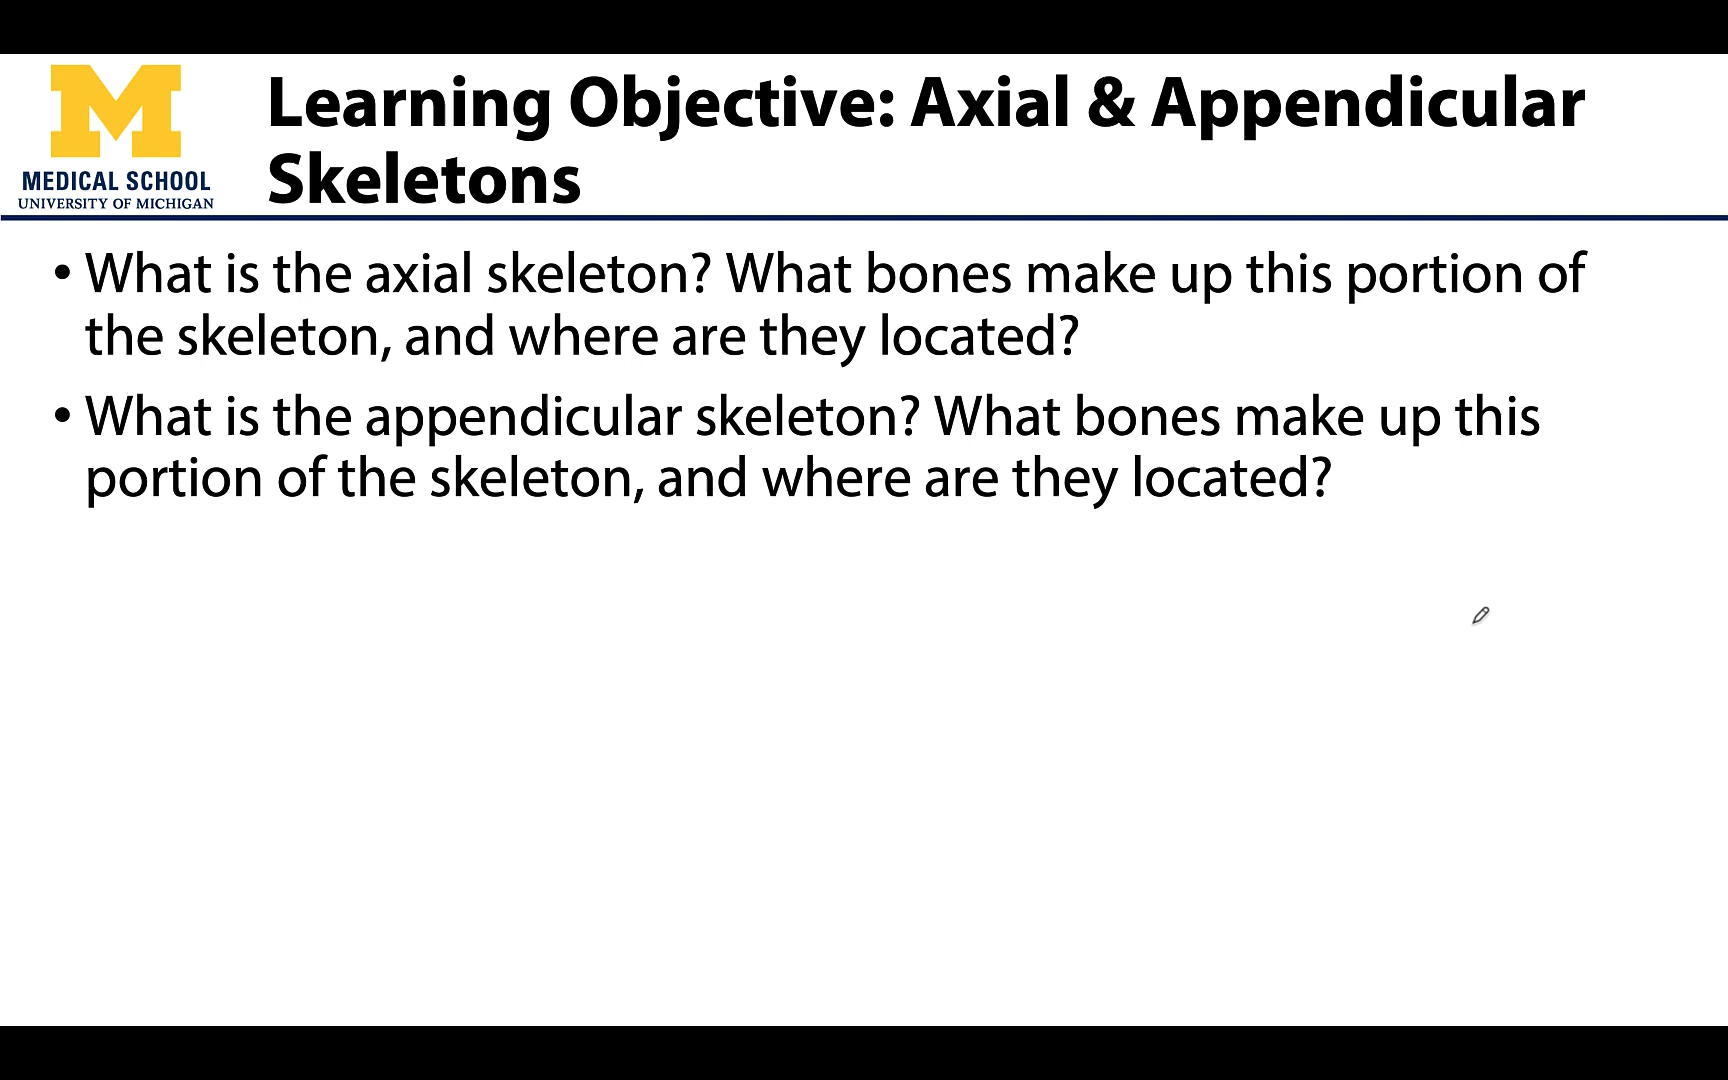 MEDICAL SCHOOL
UNIVERSITY OF MICHIGAN
Learning Objective: Axial & Appendicular
Skeletons
• What is the axial skeleton? What bones make up this portion of
the skeleton, and where are they located?
• What is the appendicular skeleton? What bones make up this
portion of the skeleton, and where are they located?